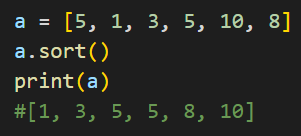 a = [5, 1, 3, 5, 10, 8]
a.sort()
print(a)
#[1, 3, 5, 5, 8, 10]